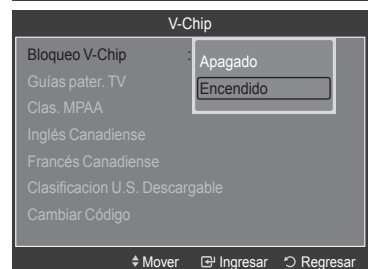 V-Chip
Bloqueo V-Chip : Apagado
Encendido
Guías pater. TV
Clas. MPAA
Inglés Canadiense
Francés Canadiense
Clasificacion U.S. Descargable
Cambiar Código
Mover Ingresar Regresar